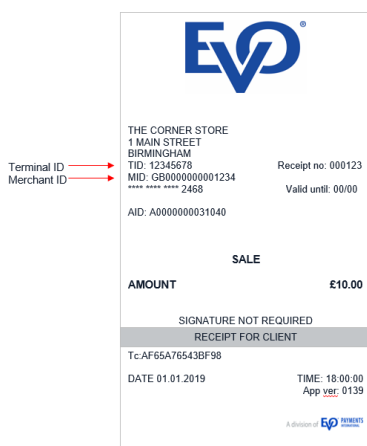 EVO®
THE CORNER STORE
1 MAIN STREET
BIRMINGHAM
Terminal ID TID: 12345678 Receipt no: 000123
Merchant ID MID: GB0000000001234
**** **** **** 2468 Valid until: 00/00
AID: A0000000031040
SALE
AMOUNT £10.00
SIGNATURE NOT REQUIRED
RECEIPT FOR CLIENT
Tc:AF65A76543BF98
DATE 01.01.2019 TIME: 18:00:00
App ver: 0139
A division of EVO PAYMENTS INTERNATIONAL